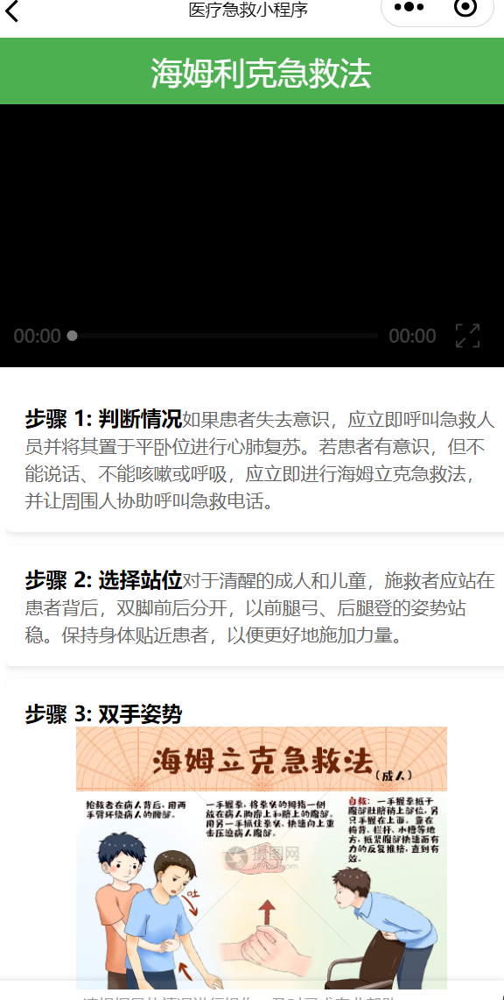 医疗急救小程序
海姆利克急救法
00:00
00:00
步骤 1: 判断情况如果患者失去意识，应立即呼叫急救人
员并将其置于平卧位进行心肺复苏。若患者有意识，但不
能说话、不能咳嗽或呼吸，应立即进行海姆立克急救法，
并让周围人协助呼叫急救电话。
步骤 2: 选择站位对于清醒的成人和儿童，施救者应站在
患者背后，双脚前后分开，以前腿弓、后腿登的姿势站
稳。保持身体贴近患者，以便更好地施加力量。
步骤 3: 双手姿势
海姆立克急救法
(成人)
抢救者在病人背后，用两
手臂环绕病人的腰部。
一手握拳，将拳头的拇指一侧
放在病人胸廓上和脐上的腹部。
用另一手抓住拳头、快速向上重
击压迫病人腹部。
自救：一手握拳抵于
腹部肚脐稍上部位，另
只手握在上面。靠在
椅背、栏杆、水槽等地
方，抵紧腹部快速而有
力的反复推挤，直到有
效。
摄图网
吐